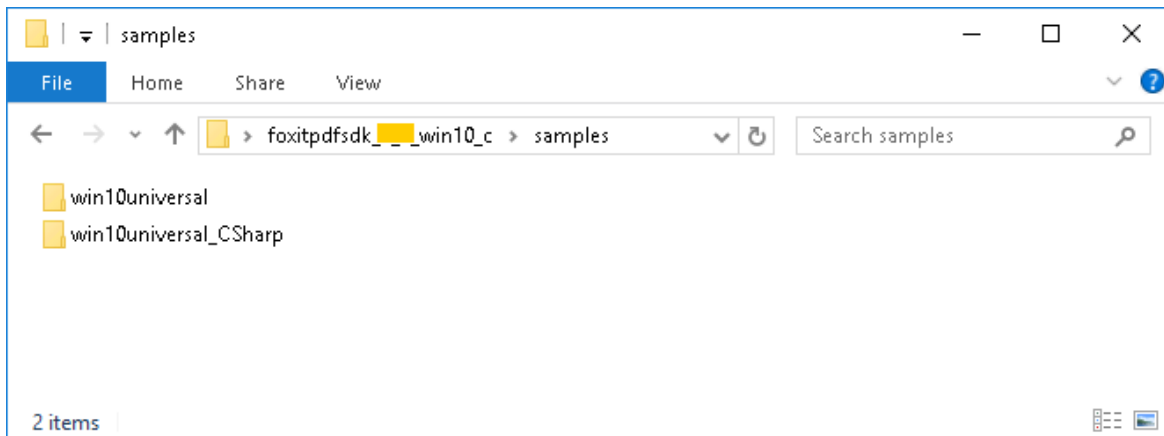 samples
File Home Share View
foxitpdfsdk_ _ _win10_c > samples Search samples
win10universal
win10universal_CSharp
2 items